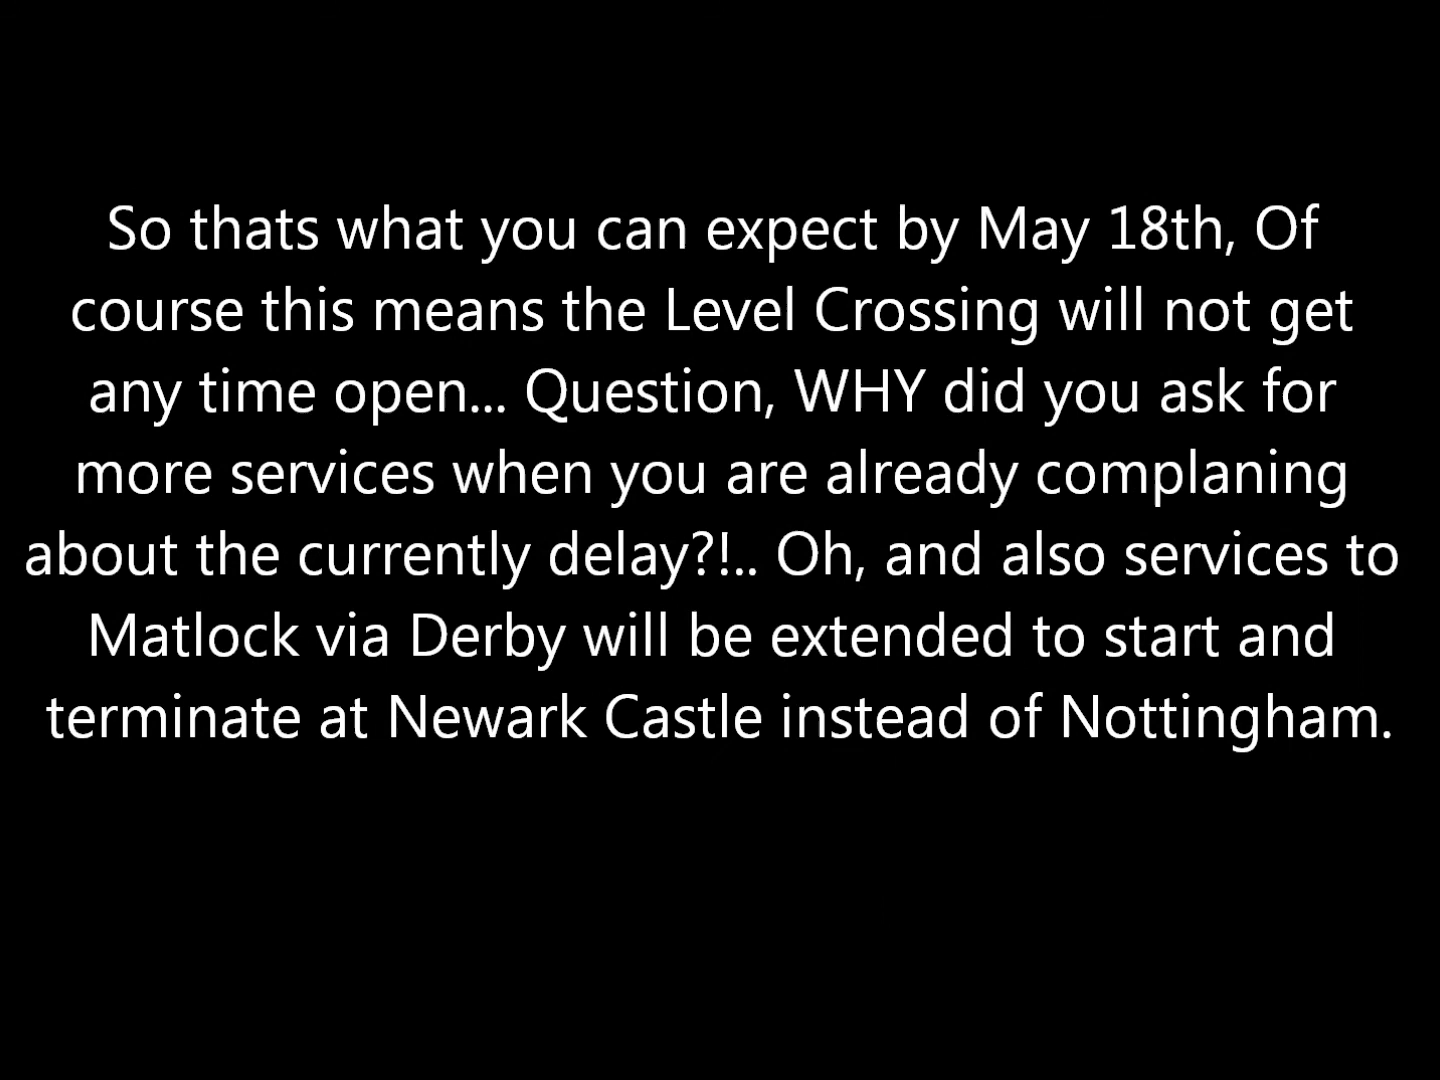 So thats what you can expect by May 18th, Of
course this means the Level Crossing will not get
any time open... Question, WHY did you ask for
more services when you are already complaning
about the currently delay?!.. Oh, and also services to
Matlock via Derby will be extended to start and
terminate at Newark Castle instead of Nottingham.